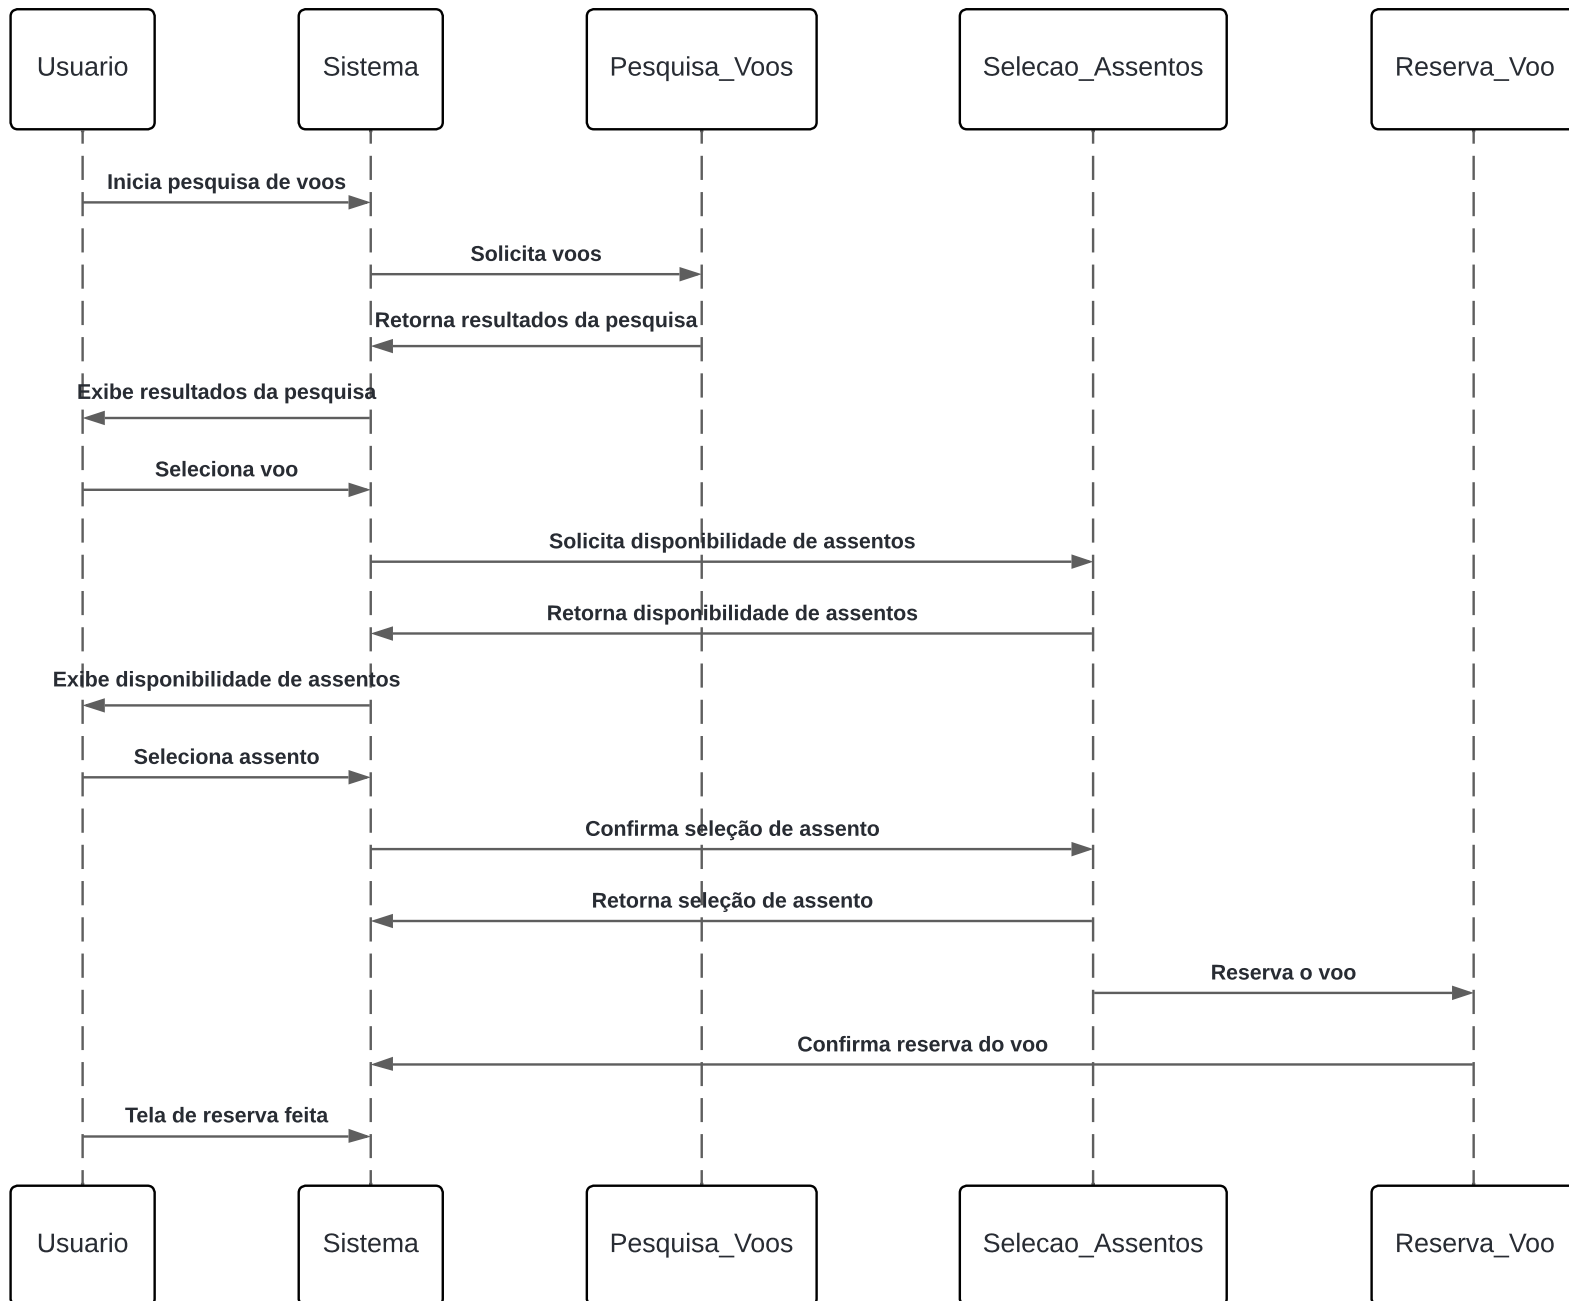 Usuario
Sistema
Pesquisa_Voos
Selecao_Assentos
Reserva_Voo
Inicia pesquisa de voos
Solicita voos
Retorna resultados da pesquisa
Exibe resultados da pesquisa
Seleciona voo
Solicita disponibilidade de assentos
Retorna disponibilidade de assentos
Exibe disponibilidade de assentos
Seleciona assento
Confirma seleção de assento
Retorna seleção de assento
Reserva o voo
Confirma reserva do voo
Tela de reserva feita
Usuario
Sistema
Pesquisa_Voos
Selecao_Assentos
Reserva_Voo